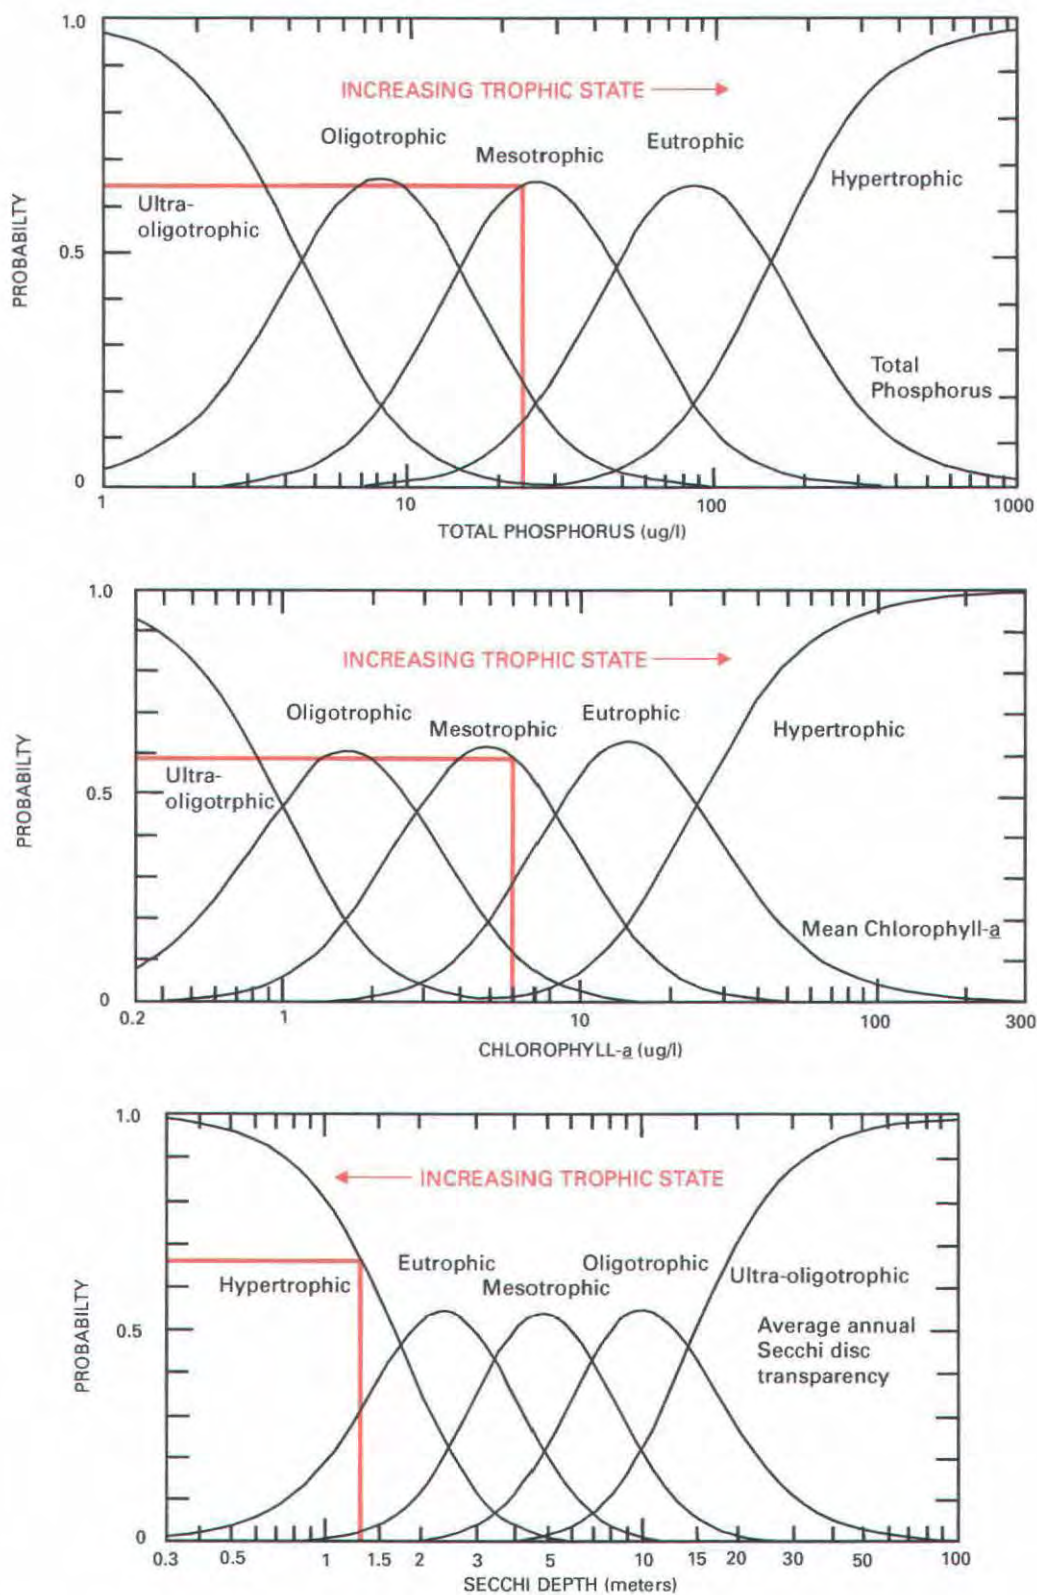 1.0
INCREASING TROPHIC STATE
Oligotrophic
Mesotrophic
Eutrophic
Hypertrophic
Ultra-
oligotrophic
PROBABILTY
0.5
Total
Phosphorus
0
1 10 100 1000
TOTAL PHOSPHORUS (ug/l)
1.0
INCREASING TROPHIC STATE
Oligotrophic
Mesotrophic
Eutrophic
Hypertrophic
Ultra-
oligotrphic
PROBABILTY
0.5
Mean Chlorophyll-a
0
0.2 1 10 100 300
CHLOROPHYLL-a (ug/l)
1.0
INCREASING TROPHIC STATE
Eutrophic
Oligotrophic
Hypertrophic
Mesotrophic
Ultra-oligotrophic
PROBABILTY
0.5
Average annual
Secchi disc
transparency
0
0.3 0.5 1 1.5 2 3 5 10 15 20 30 50 100
SECCHI DEPTH (meters)